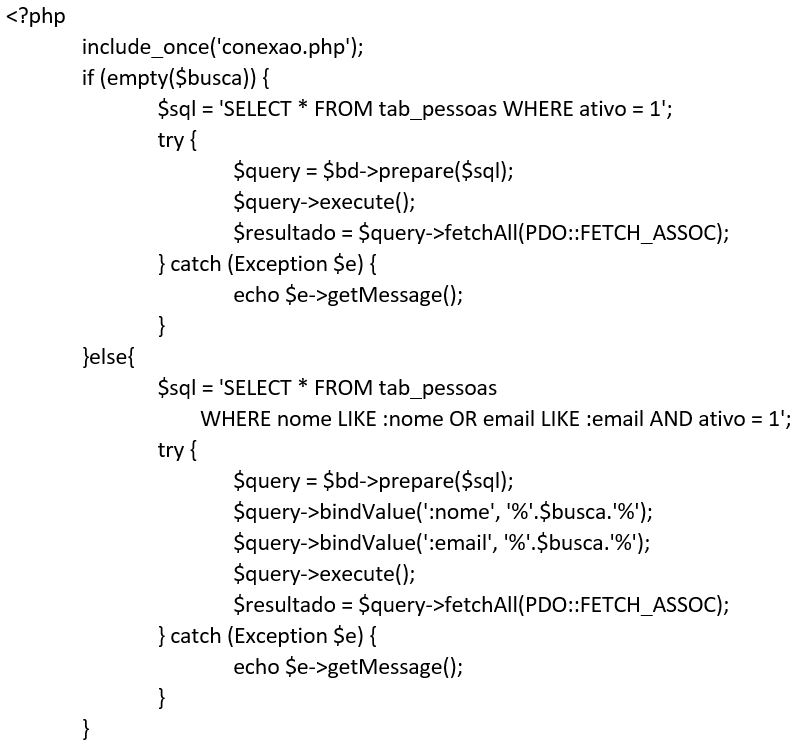 <?php
include_once('conexao.php');
if (empty($busca)) {
$sql = 'SELECT * FROM tab_pessoas WHERE ativo = 1';
try {
$query = $bd->prepare($sql);
$query->execute();
$resultado = $query->fetchAll(PDO::FETCH_ASSOC);
} catch (Exception $e) {
echo $e->getMessage();
}
}else{
$sql = 'SELECT * FROM tab_pessoas
WHERE nome LIKE :nome OR email LIKE :email AND ativo = 1';
try {
$query = $bd->prepare($sql);
$query->bindValue(':nome', '%'.$busca.'%');
$query->bindValue(':email', '%'.$busca.'%');
$query->execute();
$resultado = $query->fetchAll(PDO::FETCH_ASSOC);
} catch (Exception $e) {
echo $e->getMessage();
}
}